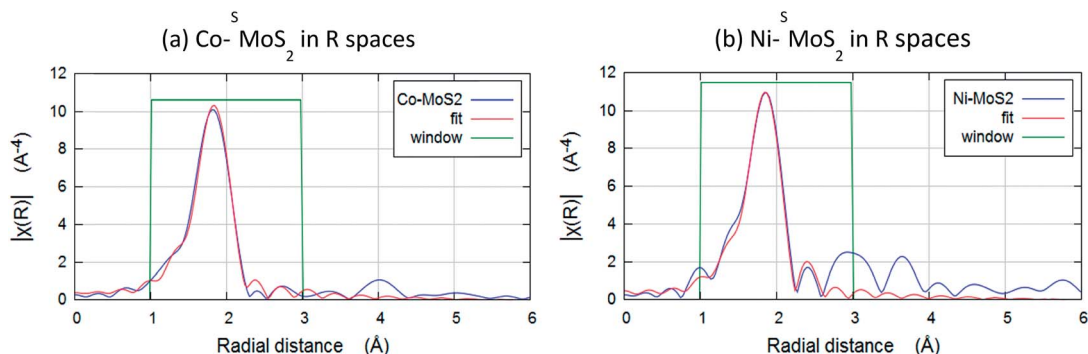 (a) Co-ˢMoS₂ in R spaces
12
10
8
6
4
2
0
|χ(R)| (A⁻⁴)
Co-MoS2
fit
window
0 1 2 3 4 5 6
Radial distance (Å)
(b) Ni-ˢMoS₂ in R spaces
12
10
8
6
4
2
0
|χ(R)| (A⁻⁴)
Ni-MoS2
fit
window
0 1 2 3 4 5 6
Radial distance (Å)